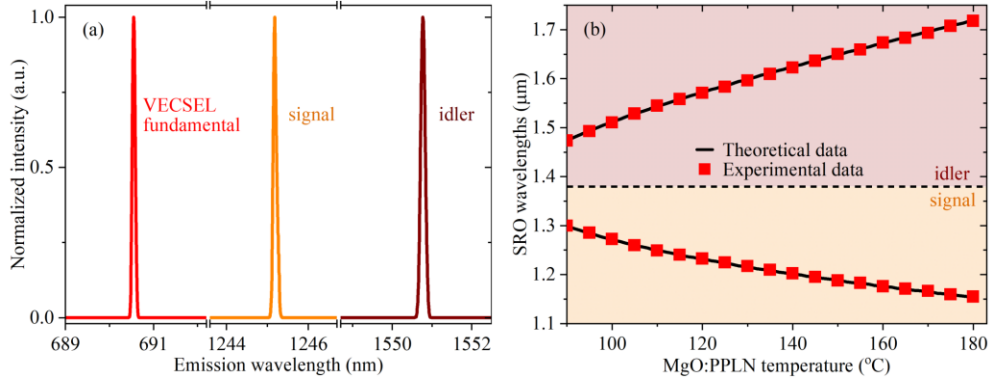 (a)
1.0
0.5
0.0
Normalized intensity (a.u.)
VECSEL
fundamental
signal
idler
689 691 1244 1246 1550 1552
Emission wavelength (nm)
(b)
1.7
1.6
1.5
1.4
1.3
1.2
1.1
SRO wavelengths (µm)
Theoretical data
Experimental data
idler
signal
100 120 140 160 180
MgO:PPLN temperature (°C)